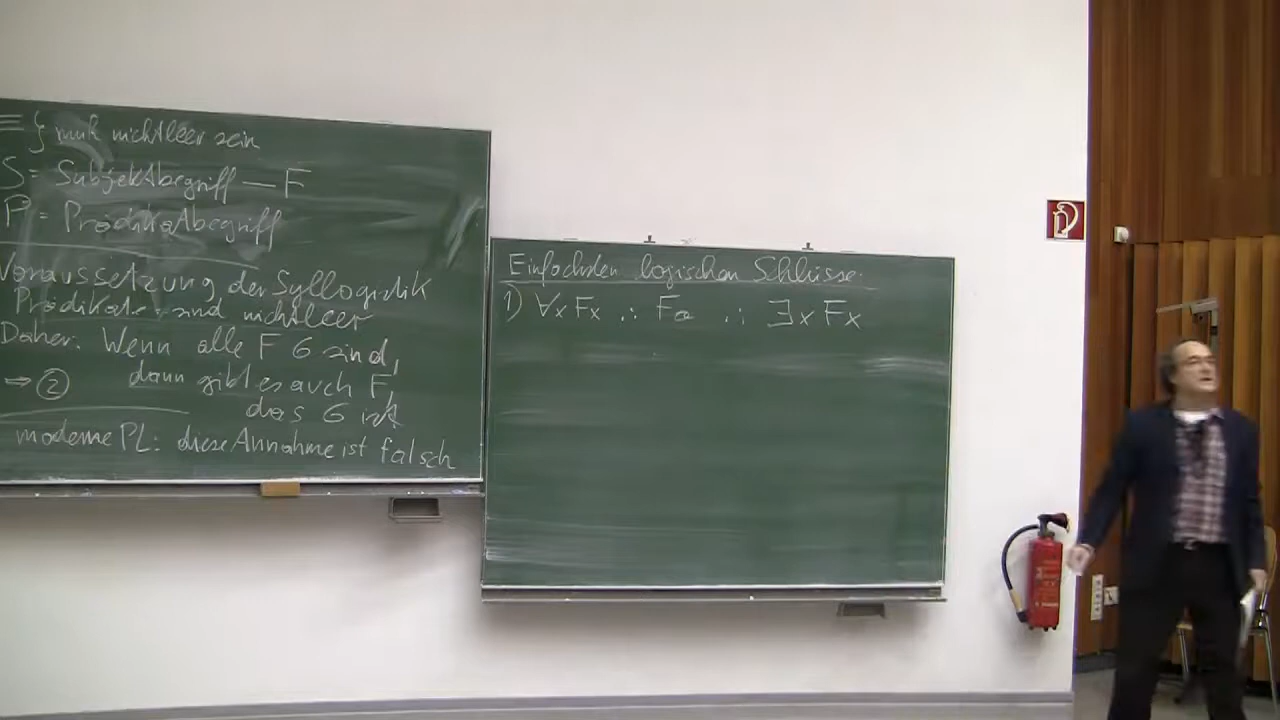 } muß nichtleer sein
S = Subjektbegriff — F
P = Prädikatbegriff
Voraussetzung der Syllogistik
Prädikate sind nichtleer
Daher: Wenn alle F G sind,
⇒ ② dann gibt es auch F,
das G ist
moderne PL: diese Annahme ist falsch
Einfachsten logischen Schlüsse:
1) ∀x Fx ∴ Fa ∴ ∃x Fx